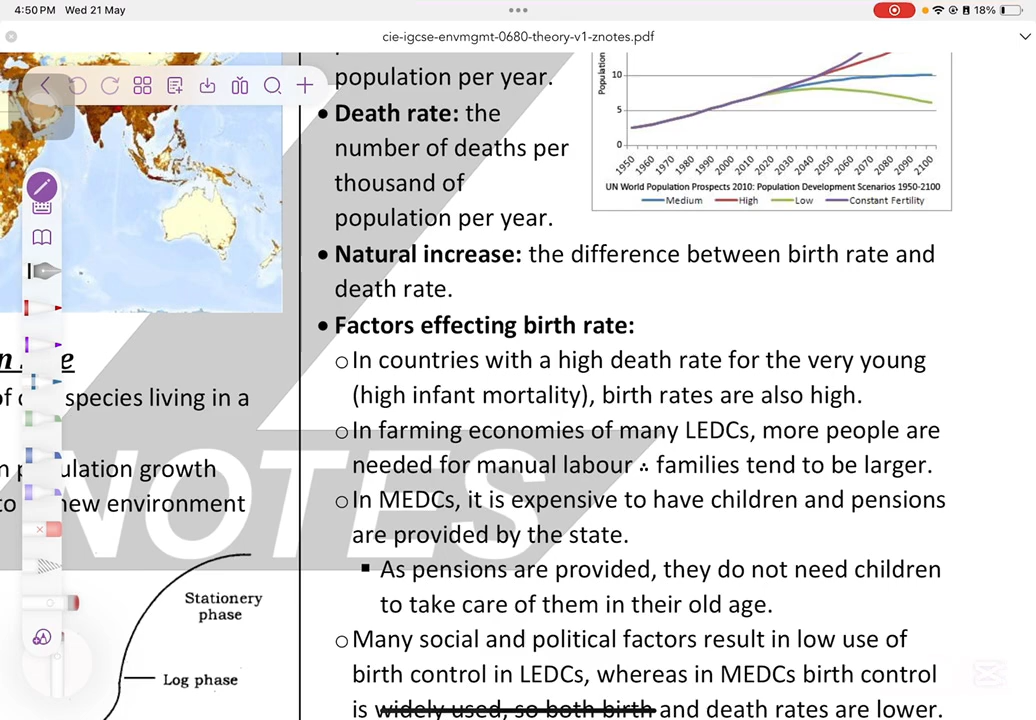 4:50 PM Wed 21 May
18%
cie-igcse-envmgmt-0680-theory-v1-znotes.pdf
of species living in a
ulation growth
new environment
Stationery
phase
Log phase
population per year.
• Death rate: the
number of deaths per
thousand of
population per year.
Population
10
5
0
1950 1960 1970 1980 1990 2000 2010 2020 2030 2040 2050 2060 2070 2080 2090 2100
UN World Population Prospects 2010: Population Development Scenarios 1950-2100
Medium High Low Constant Fertility
• Natural increase: the difference between birth rate and
death rate.
• Factors effecting birth rate:
o In countries with a high death rate for the very young
(high infant mortality), birth rates are also high.
o In farming economies of many LEDCs, more people are
needed for manual labour ∴ families tend to be larger.
o In MEDCs, it is expensive to have children and pensions
are provided by the state.
▪ As pensions are provided, they do not need children
to take care of them in their old age.
o Many social and political factors result in low use of
birth control in LEDCs, whereas in MEDCs birth control
is widely used, so both birth and death rates are lower.
NOTES